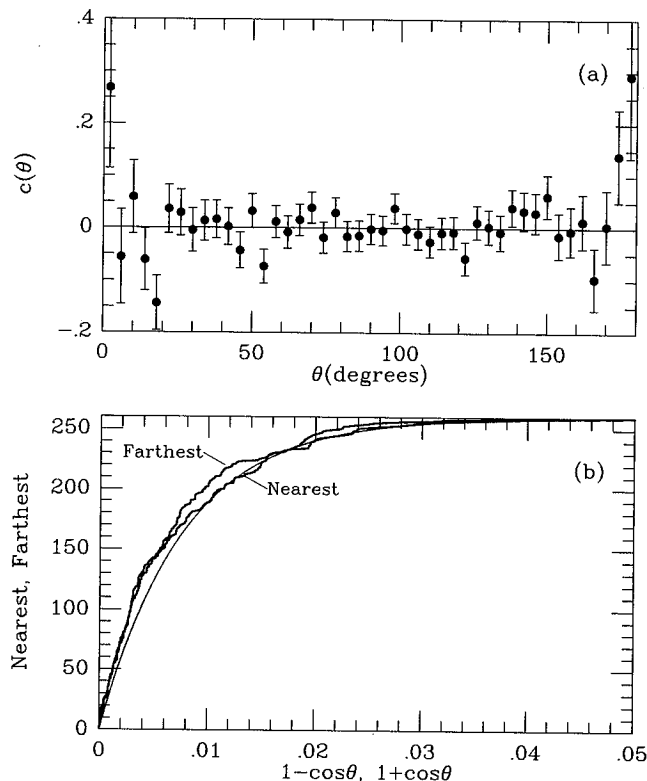 .4
.2
0
-.2
c(θ)
(a)
0 50 100 150
θ(degrees)
250
200
150
100
50
0
Nearest, Farthest
Farthest
Nearest
(b)
0 .01 .02 .03 .04 .05
1-cosθ, 1+cosθ